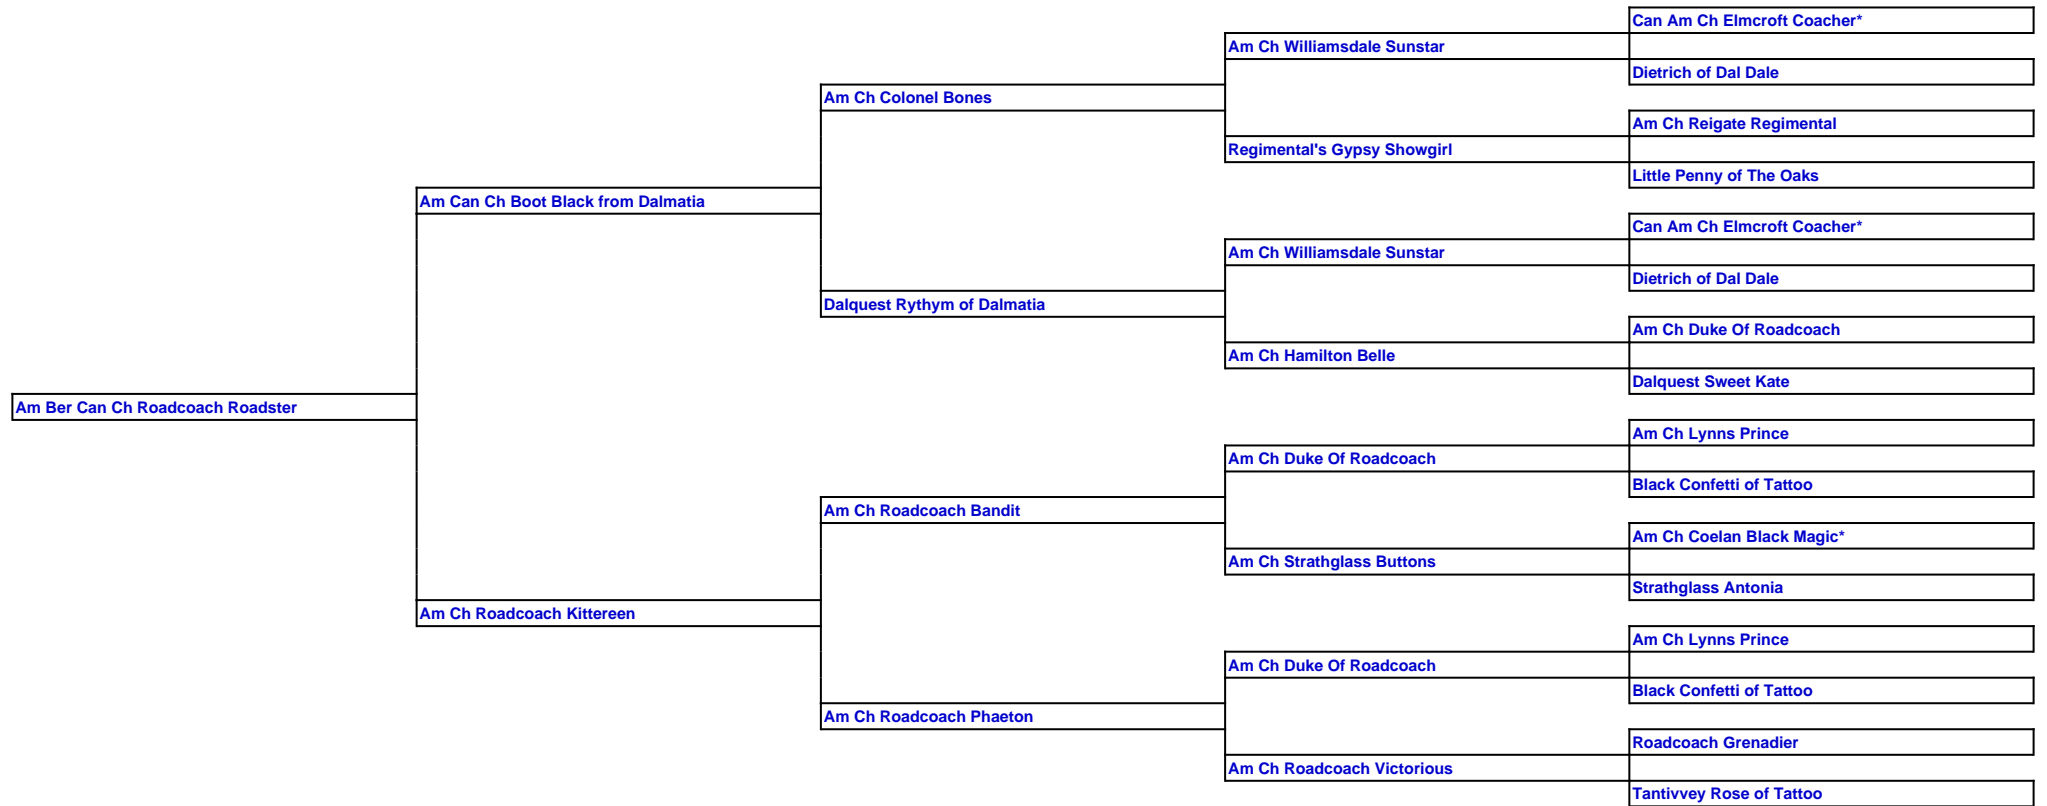 Can Am Ch Elmcroft Coacher*
Am Ch Williamsdale Sunstar
Dietrich of Dal Dale
Am Ch Colonel Bones
Am Ch Reigate Regimental
Regimental's Gypsy Showgirl
Little Penny of The Oaks
Am Can Ch Boot Black from Dalmatia
Can Am Ch Elmcroft Coacher*
Am Ch Williamsdale Sunstar
Dietrich of Dal Dale
Dalquest Rythym of Dalmatia
Am Ch Duke Of Roadcoach
Am Ch Hamilton Belle
Dalquest Sweet Kate
Am Ber Can Ch Roadcoach Roadster
Am Ch Lynns Prince
Am Ch Duke Of Roadcoach
Black Confetti of Tattoo
Am Ch Roadcoach Bandit
Am Ch Coelan Black Magic*
Am Ch Strathglass Buttons
Strathglass Antonia
Am Ch Roadcoach Kittereen
Am Ch Lynns Prince
Am Ch Duke Of Roadcoach
Black Confetti of Tattoo
Am Ch Roadcoach Phaeton
Roadcoach Grenadier
Am Ch Roadcoach Victorious
Tantivvey Rose of Tattoo